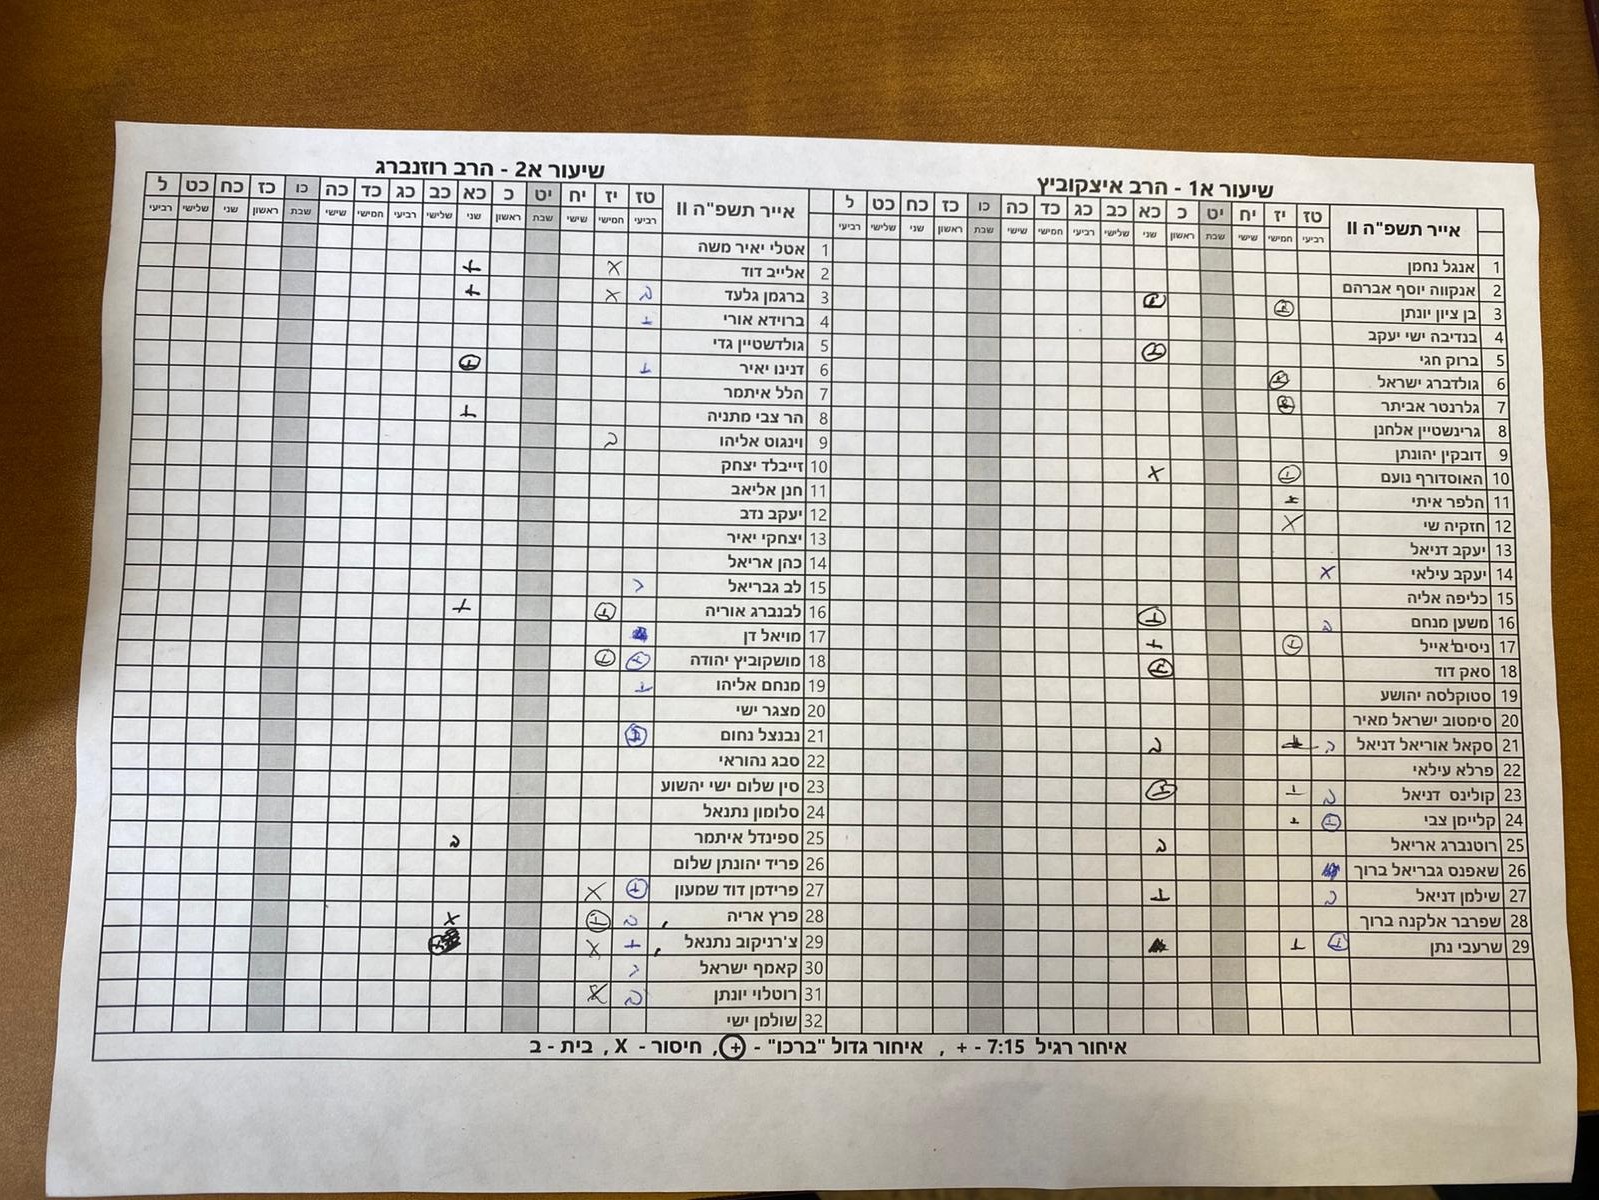 שיעור א1 - הרב איצקוביץ
אייר תשפ"ה II טז יז יח יט כ כא כב כג כד כה כו כז כח כט ל
רביעי חמישי שישי שבת ראשון שני שלישי רביעי חמישי שישי שבת ראשון שני שלישי רביעי
1 אנגל נחמן
2 אנקווה יוסף אברהם
3 בן ציון יונתן
4 בנדיבה ישי יעקב
5 ברוק חגי
6 גולדברג ישראל
7 גלרנטר אביתר
8 גרינשטיין אלחנן
9 דובקין יהונתן
10 האוסדורף נועם X
11 הלפר איתי
12 חזקיה שי X
13 יעקב דניאל
14 יעקב עילאי X
15 כליפה אליה
16 משען מנחם ב
17 ניסים אייל +
18 סאק דוד
19 סטוקלסה יהושע
20 סימטוב ישראל מאיר
21 סקאל אוריאל דניאל ב + ב
22 פרלא עילאי
23 קולינס דניאל ב +
24 קליימן צבי +
25 רוטנברג אריאל ב
26 שאפנס גבריאל ברוך
27 שילמן דניאל ב +
28 שפרבר אלקנה ברוך
29 שרעבי נתן +
שיעור א2 - הרב רוזנברג
אייר תשפ"ה II טז יז יח יט כ כא כב כג כד כה כו כז כח כט ל
רביעי חמישי שישי שבת ראשון שני שלישי רביעי חמישי שישי שבת ראשון שני שלישי רביעי
1 אטלי יאיר משה
2 אלייב דוד X +
3 ברגמן גלעד ב X +
4 ברוידא אורי +
5 גולדשטיין גדי
6 דנינו יאיר +
7 הלל איתמר
8 הר צבי מתניה +
9 וינגוט אליהו ב
10 זייבלד יצחק
11 חנן אליאב
12 יעקב נדב
13 יצחקי יאיר
14 כהן אריאל
15 לב גבריאל
16 לבנברג אוריה +
17 מויאל דן
18 מושקוביץ יהודה
19 מנחם אליהו +
20 מצגר ישי
21 נבנצל נחום
22 סבג נהוראי
23 סין שלום ישי יהושע
24 סלומון נתנאל
25 ספינדל איתמר ב
26 פריד יהונתן שלום
27 פרידמן דוד שמעון X
28 פרץ אריה ב X
29 צ'רניקוב נתנאל + X
30 קאמף ישראל
31 רוטלוי יונתן ב X
32 שולמן ישי
איחור רגיל 7:15 - + , איחור גדול "ברכו" - ⊕, חיסור - X , בית - ב